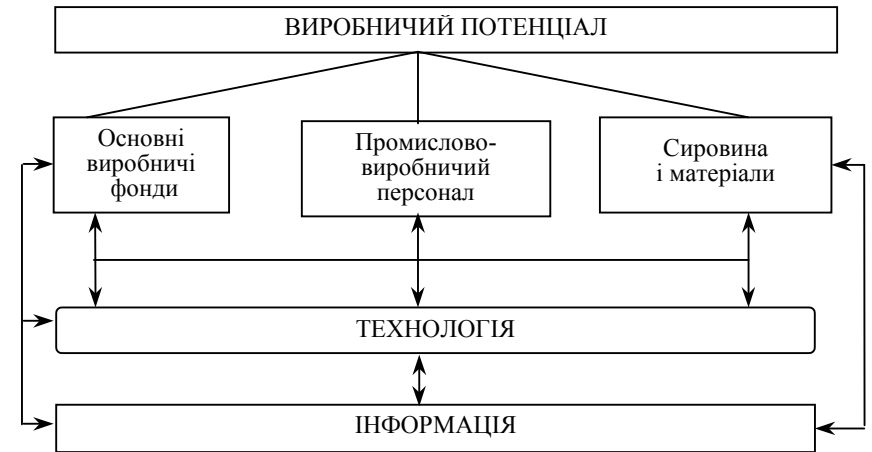 ВИРОБНИЧИЙ ПОТЕНЦІАЛ
Основні
виробничі
фонди
Промислово-
виробничий
персонал
Сировина
і матеріали
ТЕХНОЛОГІЯ
ІНФОРМАЦІЯ